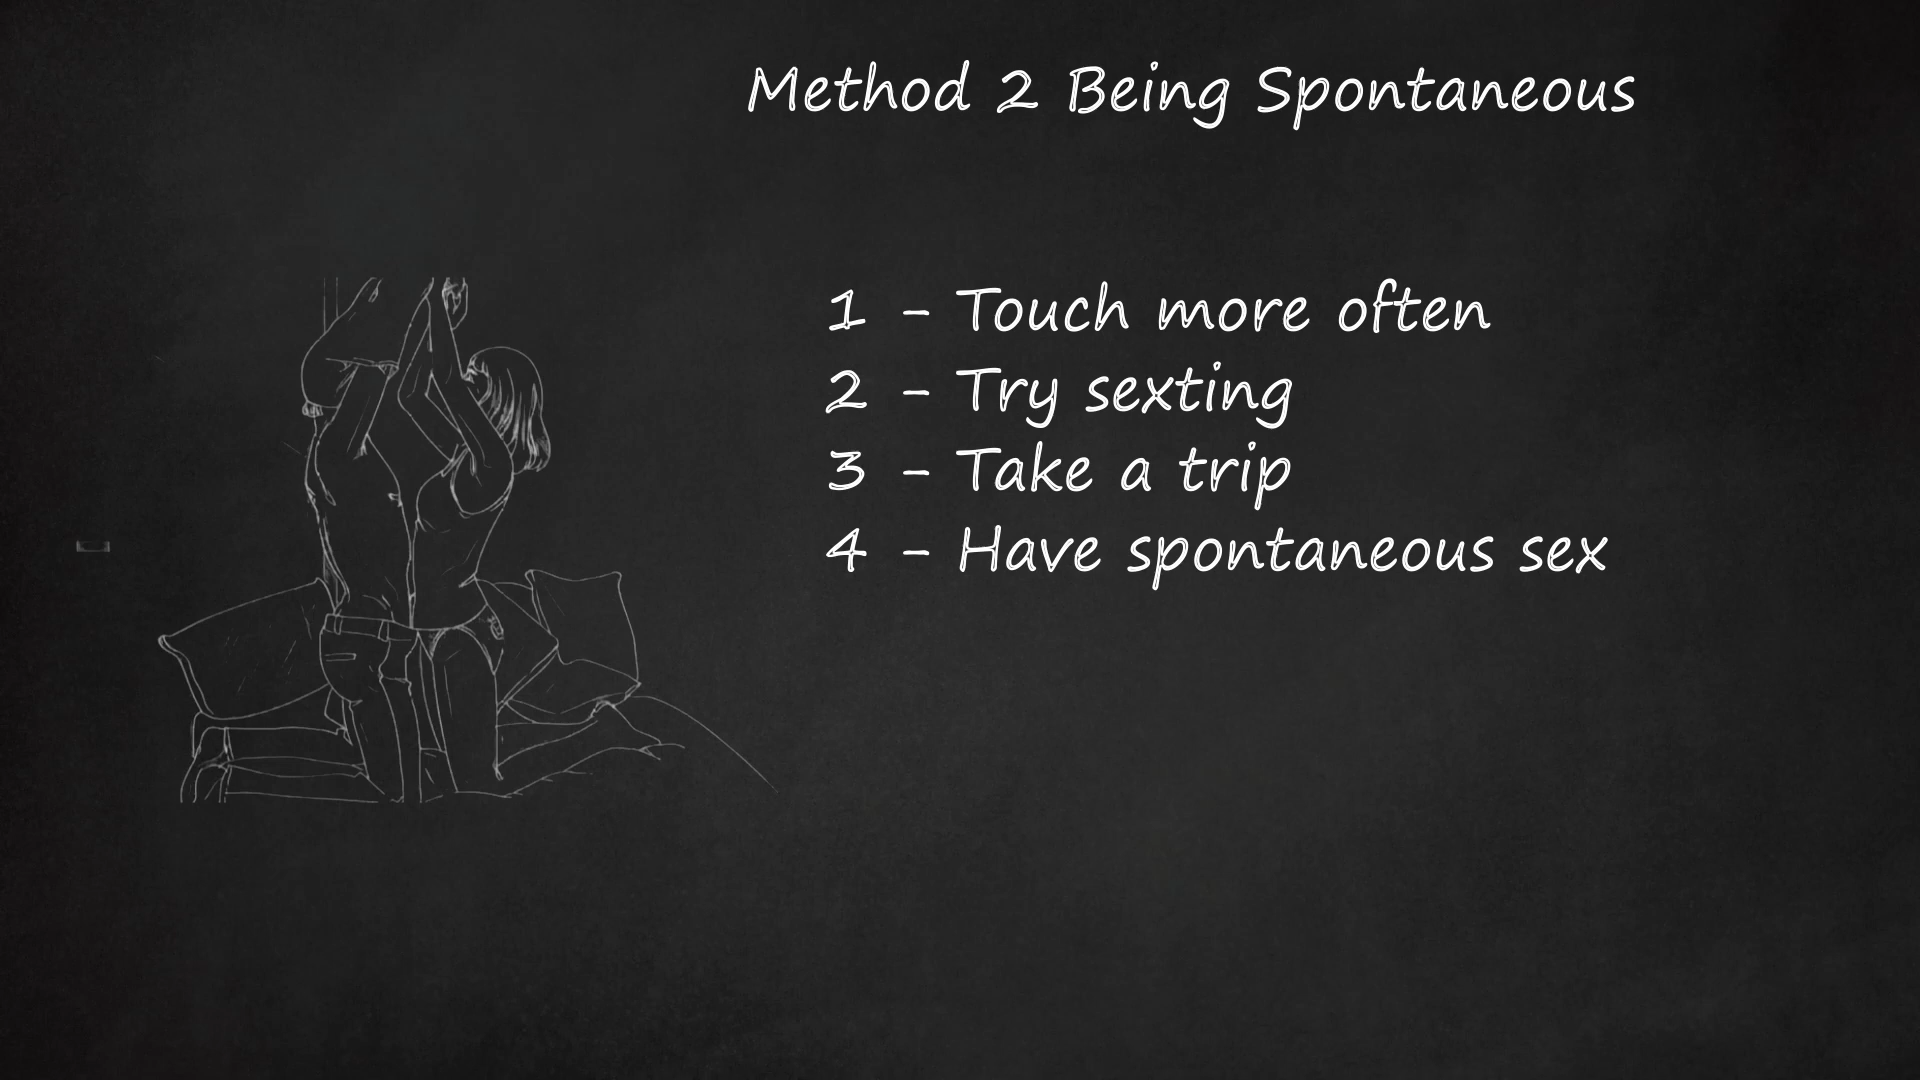 Method 2 Being Spontaneous
1 - Touch more often
2 - Try sexting
3 - Take a trip
4 - Have spontaneous sex